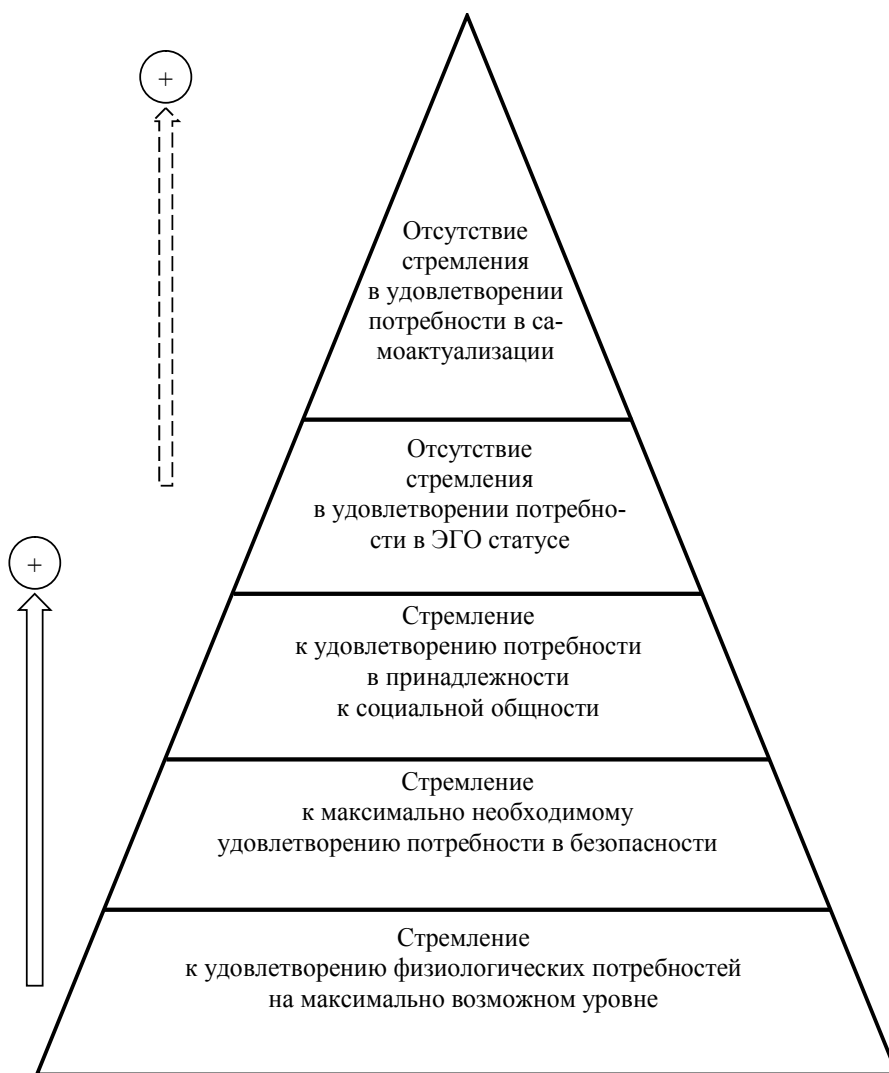 +
Отсутствие
стремления
в удовлетворении
потребности в са-
моактуализации
Отсутствие
стремления
в удовлетворении потребно-
сти в ЭГО статусе
+
Стремление
к удовлетворению потребности
в принадлежности
к социальной общности
Стремление
к максимально необходимому
удовлетворению потребности в безопасности
Стремление
к удовлетворению физиологических потребностей
на максимально возможном уровне